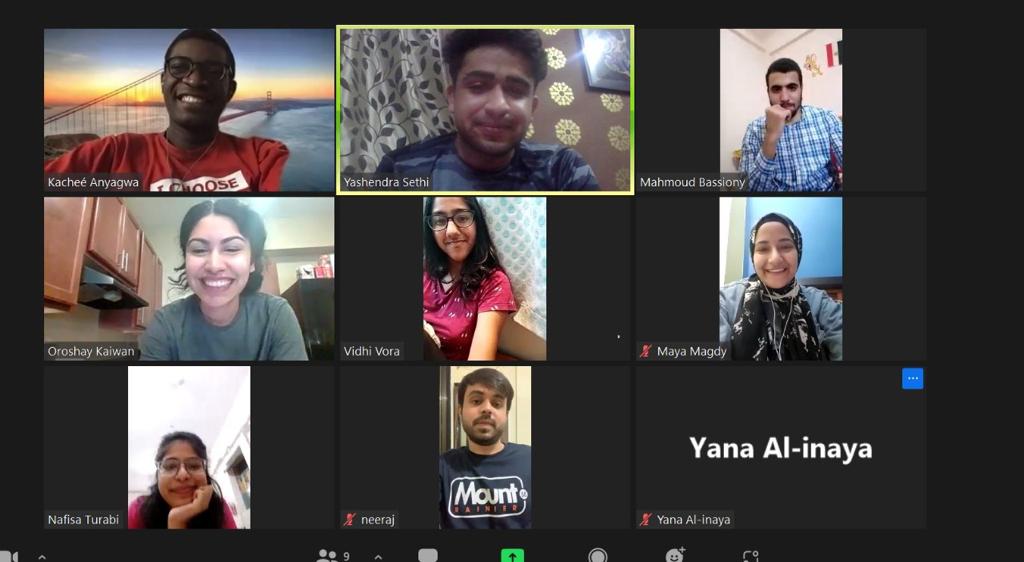 I CHOOSE
Kacheé Anyagwa
Yashendra Sethi
Mahmoud Bassiony
Oroshay Kaiwan
Vidhi Vora
Maya Magdy
Nafisa Turabi
Mount
RAINIER
neeraj
Yana Al-inaya
Yana Al-inaya
9